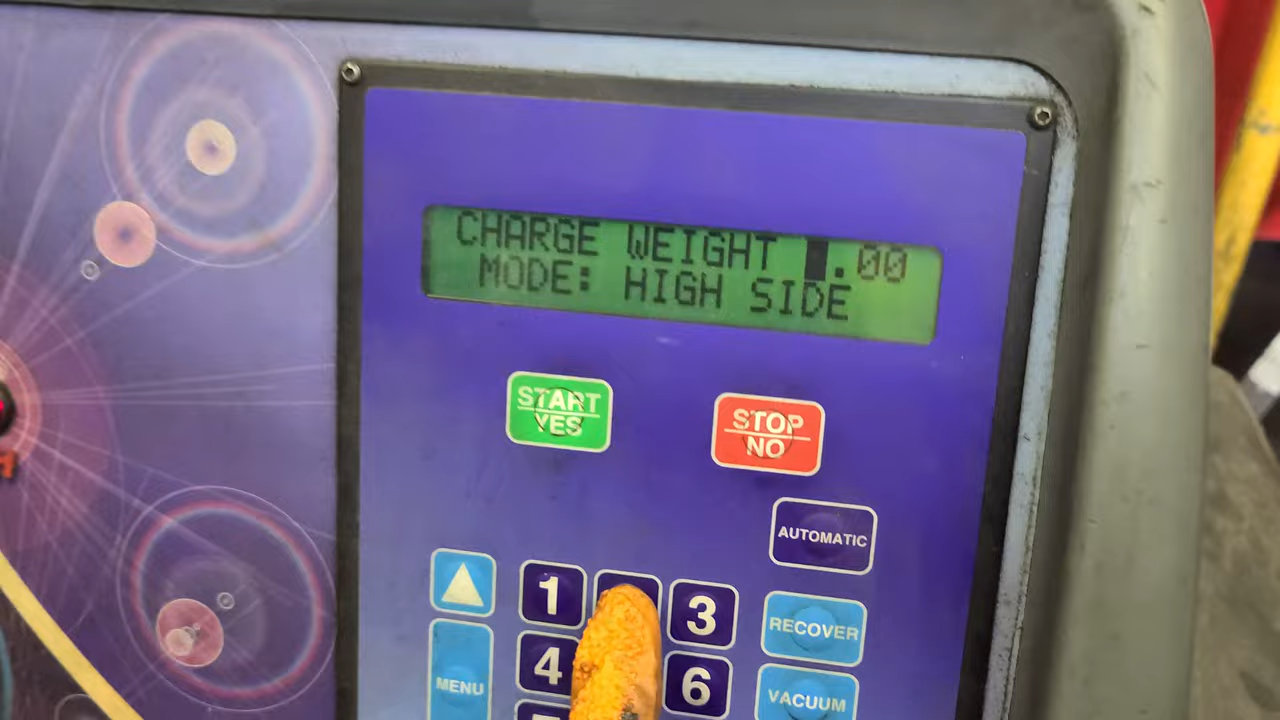 CHARGE WEIGHT .00
MODE: HIGH SIDE
START
YES
STOP
NO
AUTOMATIC
1
3
RECOVER
4
6
MENU
VACUUM